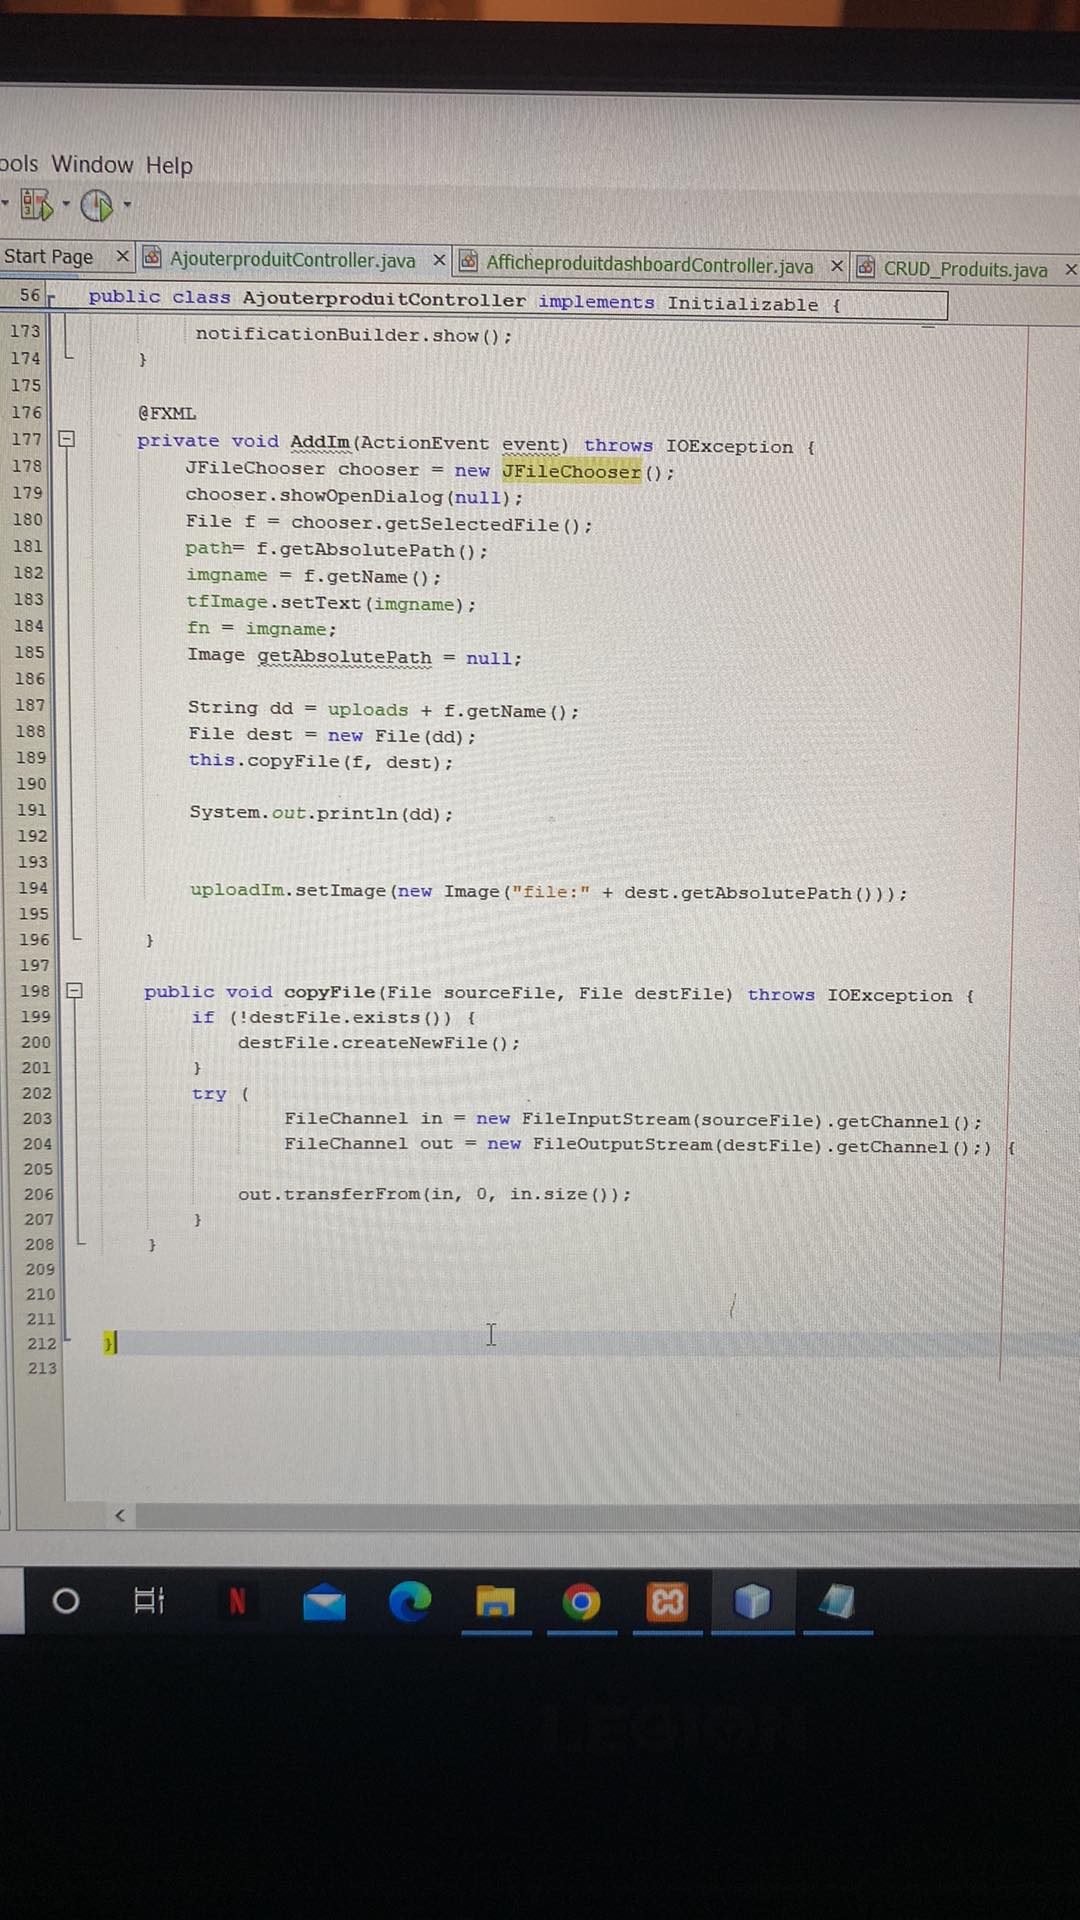 ools Window Help
Start Page AjouterproduitController.java AfficheproduitdashboardController.java CRUD_Produits.java
56 public class AjouterproduitController implements Initializable {
173 notificationBuilder.show();
174 }
175
176 @FXML
177 private void AddIm(ActionEvent event) throws IOException {
178 JFileChooser chooser = new JFileChooser();
179 chooser.showOpenDialog(null);
180 File f = chooser.getSelectedFile();
181 path= f.getAbsolutePath();
182 imgname = f.getName();
183 tfImage.setText(imgname);
184 fn = imgname;
185 Image getAbsolutePath = null;
186
187 String dd = uploads + f.getName();
188 File dest = new File(dd);
189 this.copyFile(f, dest);
190
191 System.out.println(dd);
192
193
194 uploadIm.setImage(new Image("file:" + dest.getAbsolutePath()));
195
196 }
197
198 public void copyFile(File sourceFile, File destFile) throws IOException {
199 if (!destFile.exists()) {
200 destFile.createNewFile();
201 }
202 try (
203 FileChannel in = new FileInputStream(sourceFile).getChannel();
204 FileChannel out = new FileOutputStream(destFile).getChannel();) {
205
206 out.transferFrom(in, 0, in.size());
207 }
208 }
209
210
211
212 }
213
N
LEGION